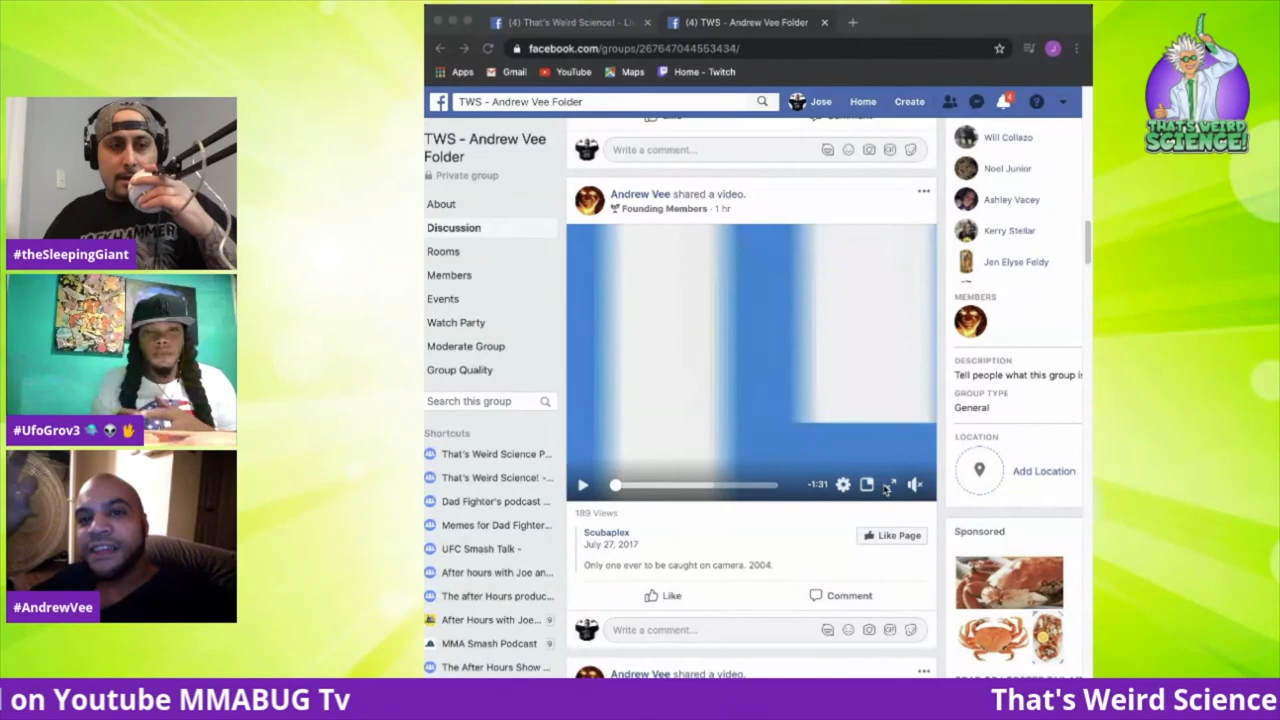 (4) That's Weird Science! - Li
(4) TWS - Andrew Vee Folder
facebook.com/groups/267647044553434/
J
Apps
Gmail
YouTube
Maps
Home - Twitch
TWS - Andrew Vee Folder
Jose
Home
Create
4
THAT'S WEIRD
SCIENCE!
TWS - Andrew Vee
Folder
Private group
About
Discussion
Rooms
Members
Events
Watch Party
Moderate Group
Group Quality
Search this group
Shortcuts
That's Weird Science P...
That's Weird Science! -...
Dad Fighter's podcast ...
Memes for Dad Fighter...
UFC Smash Talk -
After hours with Joe an...
The after Hours produc...
After Hours with Joe... 9
MMA Smash Podcast 9
The After Hours Show ...
Write a comment...
Andrew Vee shared a video.
Founding Members · 1 hr
-1:31
189 Views
Scubaplex
July 27, 2017
Like Page
Only one ever to be caught on camera. 2004.
Like
Comment
Write a comment...
Andrew Vee shared a video.
Will Collazo
Noel Junior
Ashley Vacey
Kerry Stellar
Jen Elyse Feldy
MEMBERS
DESCRIPTION
Tell people what this group is
GROUP TYPE
General
LOCATION
Add Location
Sponsored
#theSleepingGiant
#UfoGrov3
#AndrewVee
on Youtube MMABUG Tv
That's Weird Science